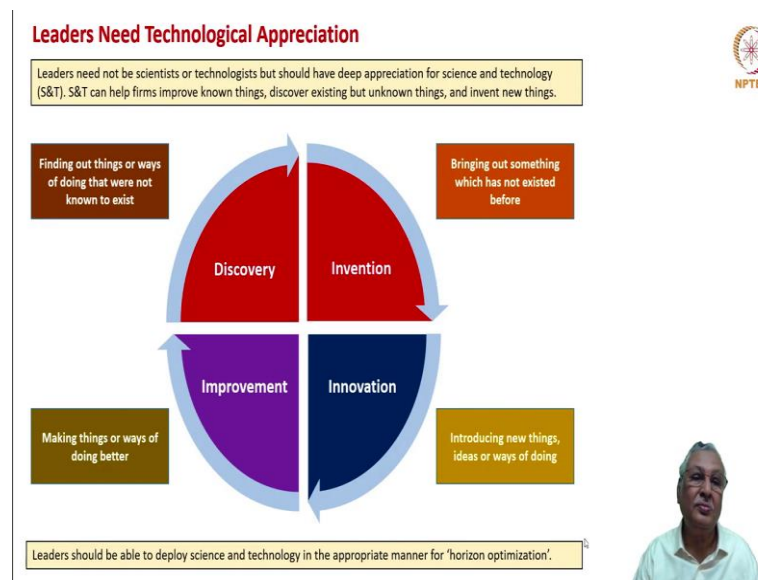 Leaders Need Technological Appreciation
Leaders need not be scientists or technologists but should have deep appreciation for science and technology
(S&T). S&T can help firms improve known things, discover existing but unknown things, and invent new things.
Finding out things or ways
of doing that were not
known to exist
Bringing out something
which has not existed
before
Discovery
Invention
Improvement
Innovation
Making things or ways of
doing better
Introducing new things,
ideas or ways of doing
Leaders should be able to deploy science and technology in the appropriate manner for ‘horizon optimization’.
NPTE